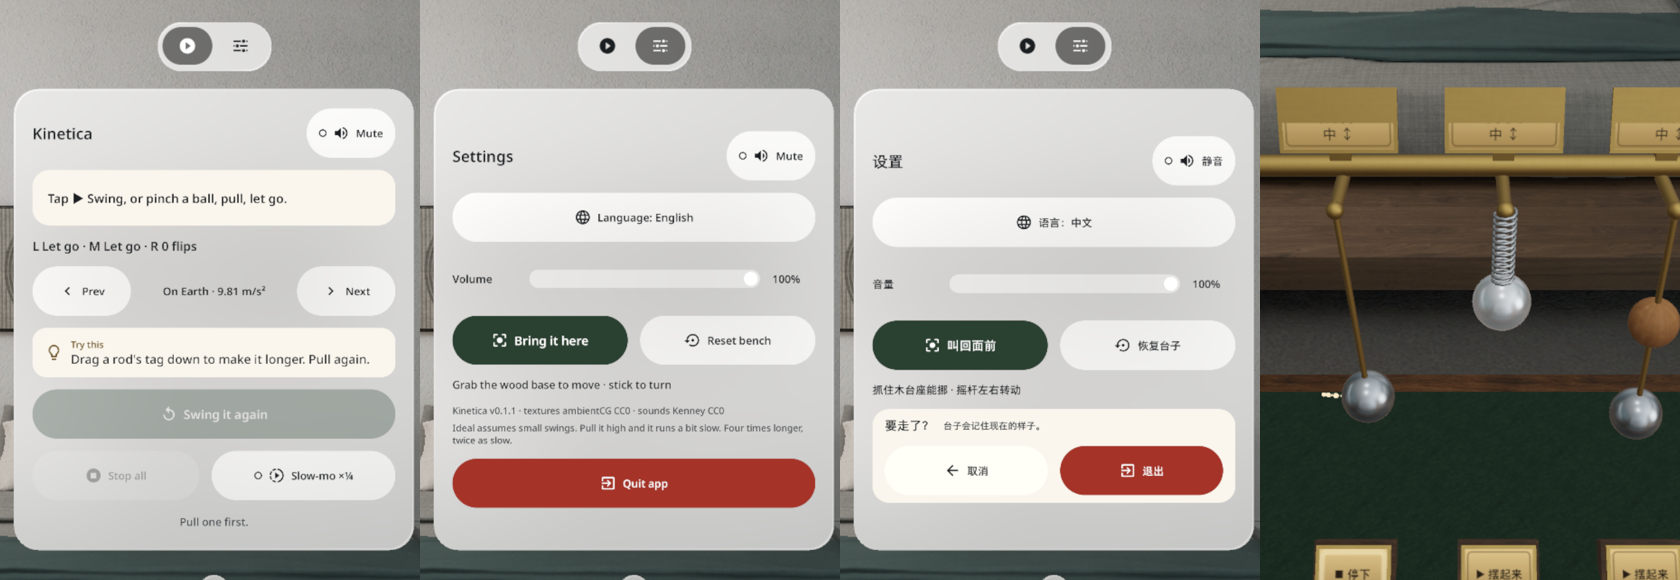 Kinetica
Mute
Tap ▶ Swing, or pinch a ball, pull, let go.
L Let go · M Let go · R 0 flips
Prev
On Earth · 9.81 m/s²
Next
Try this
Drag a rod's tag down to make it longer. Pull again.
Swing it again
Stop all
Slow-mo ×¼
Pull one first.
Settings
Mute
Language: English
Volume
100%
Bring it here
Reset bench
Grab the wood base to move · stick to turn
Kinetica v0.1.1 · textures ambientCG CC0 · sounds Kenney CC0
Ideal assumes small swings. Pull it high and it runs a bit slow. Four times longer,
twice as slow.
Quit app
设置
静音
语言：中文
音量
100%
叫回面前
恢复台子
抓住木台座能挪 · 摇杆左右转动
要走了？ 台子会记住现在的样子。
取消
退出
中 ↕
中 ↕
中 ↕
■ 停下
▶ 摆起来
▶ 摆起来